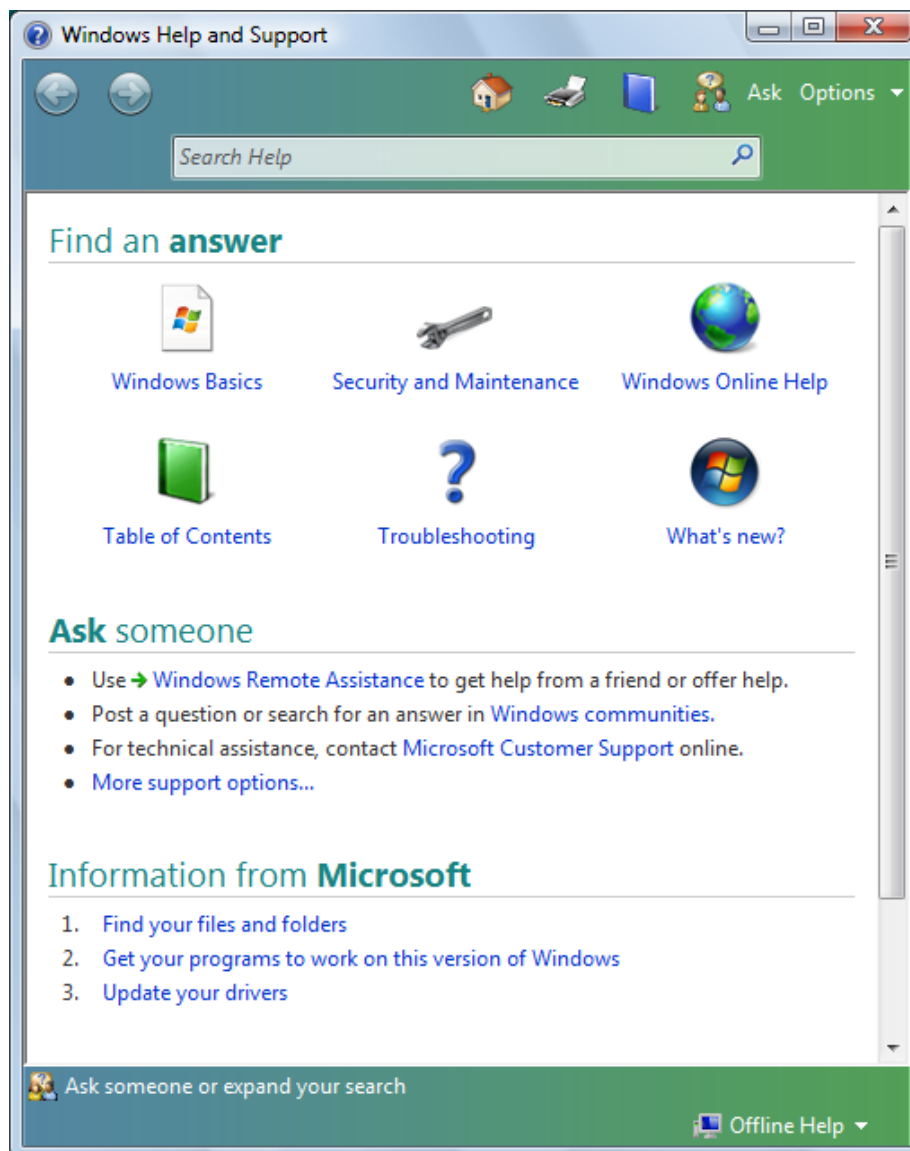 Windows Help and Support
Ask Options
Search Help
Find an answer
Windows Basics Security and Maintenance Windows Online Help
Table of Contents Troubleshooting What's new?
Ask someone
Use Windows Remote Assistance to get help from a friend or offer help.
Post a question or search for an answer in Windows communities.
For technical assistance, contact Microsoft Customer Support online.
More support options...
Information from Microsoft
1. Find your files and folders
2. Get your programs to work on this version of Windows
3. Update your drivers
Ask someone or expand your search
Offline Help